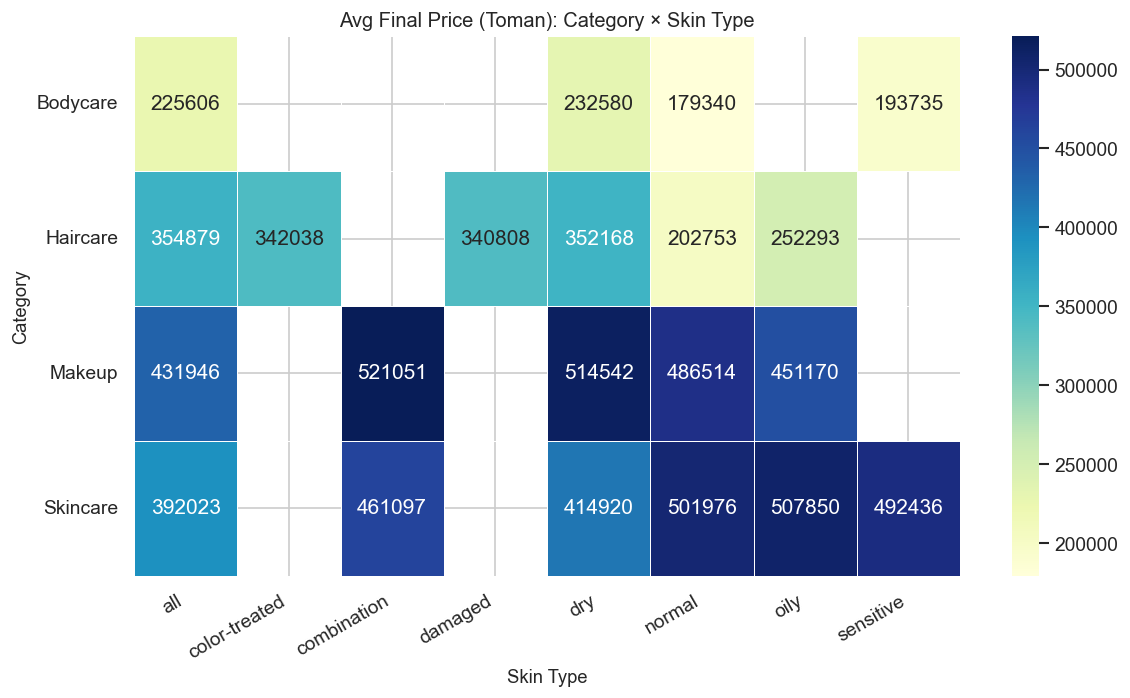 Avg Final Price (Toman): Category × Skin Type
Category
Bodycare 225606 232580 179340 193735
Haircare 354879 342038 340808 352168 202753 252293
Makeup 431946 521051 514542 486514 451170
Skincare 392023 461097 414920 501976 507850 492436
all color-treated combination damaged dry normal oily sensitive
Skin Type
500000
450000
400000
350000
300000
250000
200000